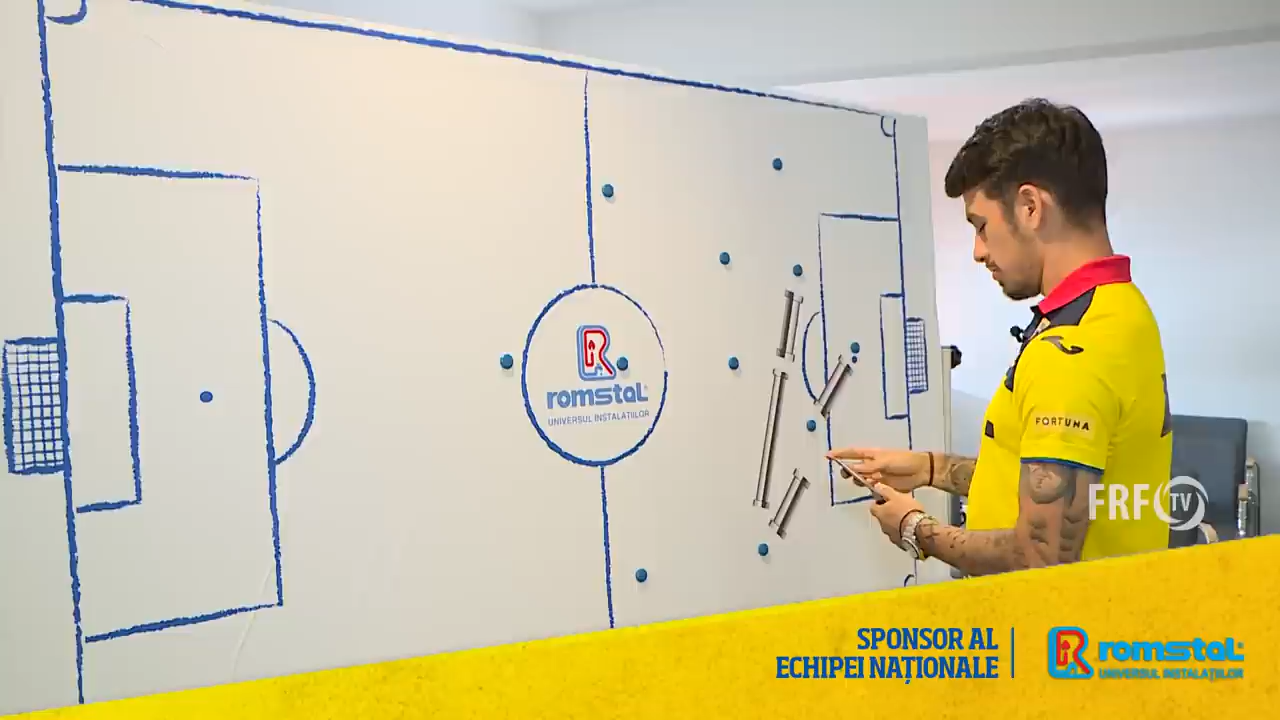 romstal
UNIVERSUL INSTALAȚIILOR
FORTUNA
FRF TV
SPONSOR AL
ECHIPEI NAȚIONALE
romstal
UNIVERSUL INSTALAȚIILOR